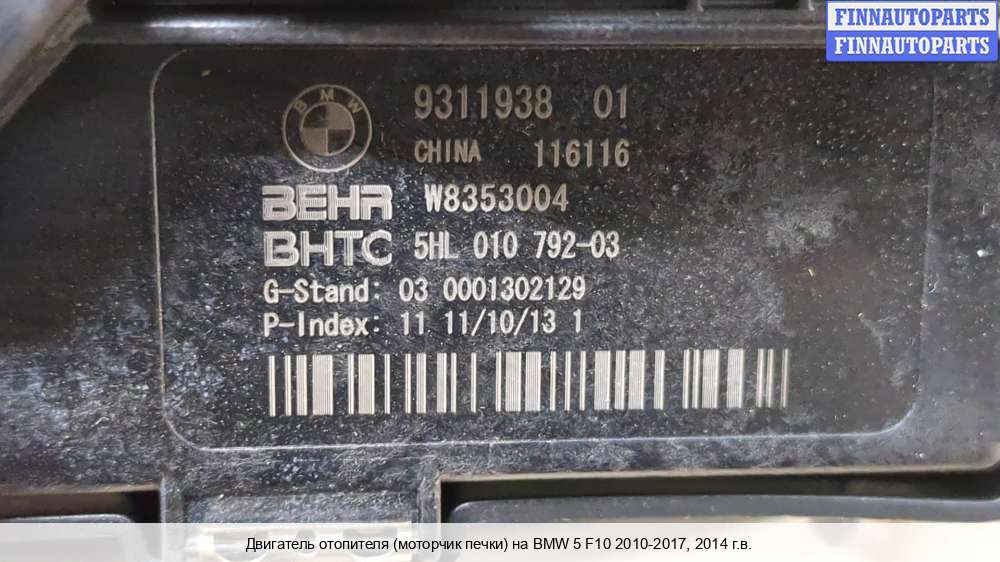 FINNAUTOPARTS
FINNAUTOPARTS
BMW
9311938 01
CHINA 116116
BEHR W8353004
BHTC 5HL 010 792-03
G-Stand: 03 0001302129
P-Index: 11 11/10/13 1
Двигатель отопителя (моторчик печки) на BMW 5 F10 2010-2017, 2014 г.в.